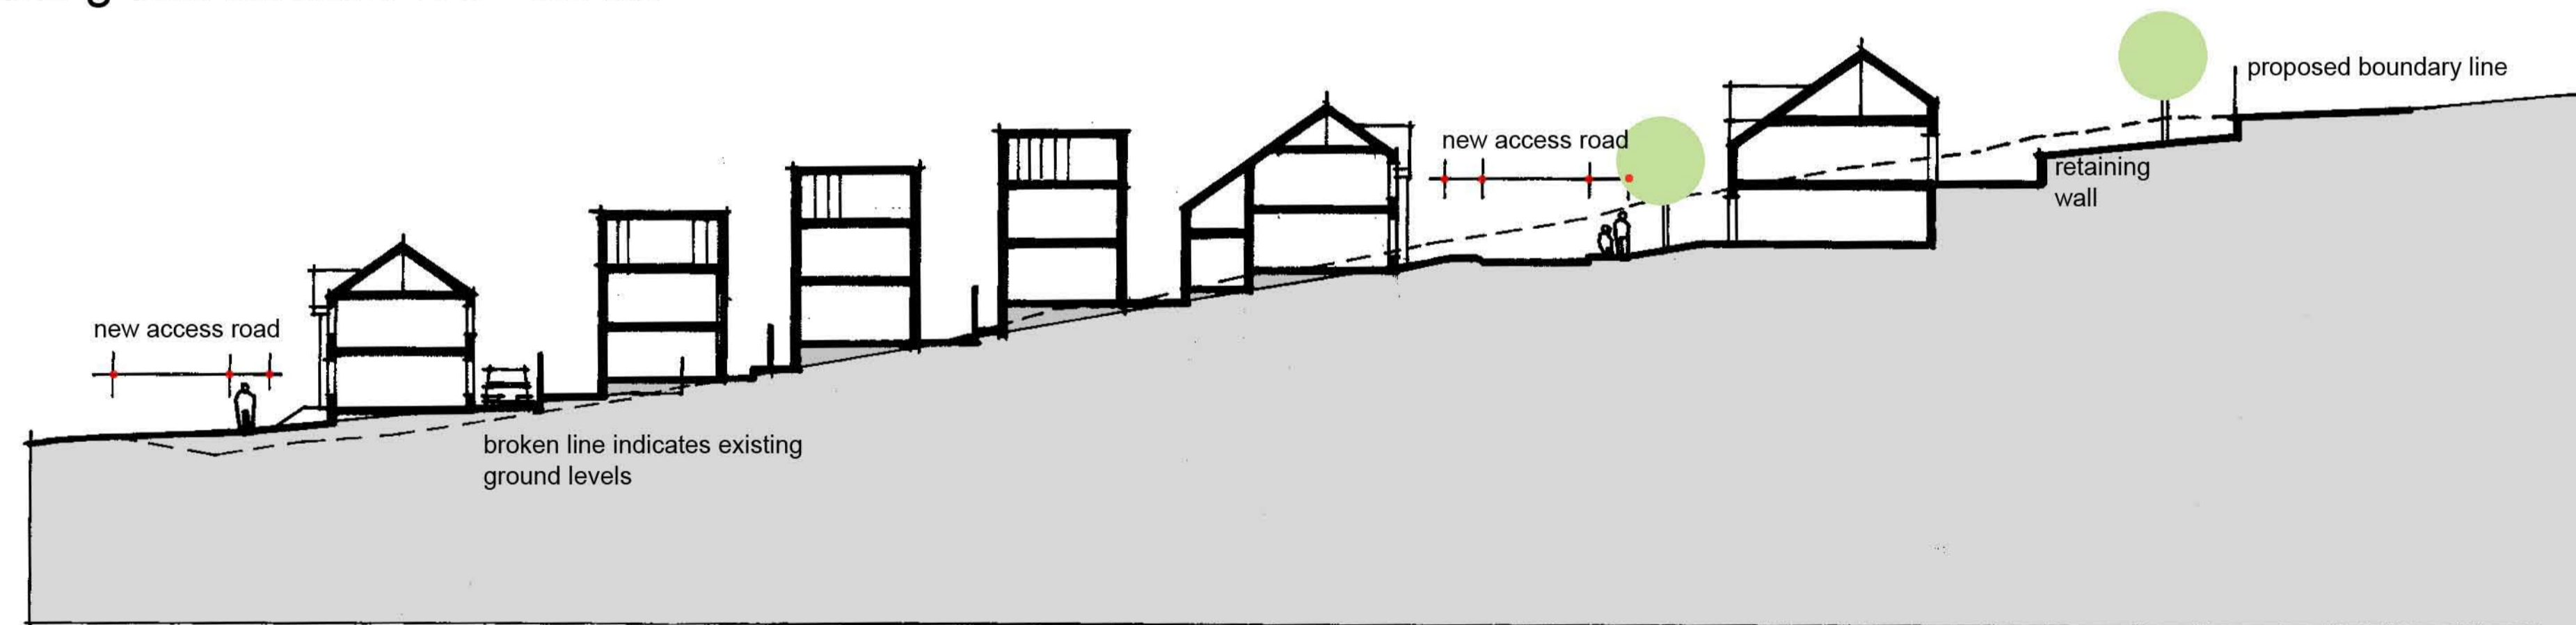 new access road
broken line indicates existing
ground levels
new access road
retaining
wall
proposed boundary line